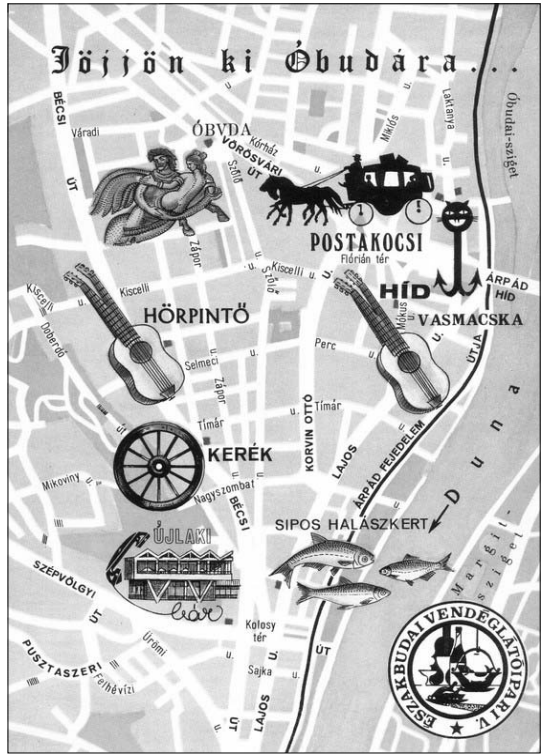 Jöjjön ki Óbudára...
BÉCSI
ÚT
Váradi
u.
ÓBVDA
Kórház
VÖRÖSVÁRI
ÚT
Szőlő
u.
u.
Miklós
u.
Laktanya
u.
Óbudai-sziget
POSTAKOCSI
Flórián tér
Zápor
u.
Kiscelli
u.
Szőlő
Kiscelli u.
U.
ÁRPÁD
HÍD
HÍD
VASMACSKA
Mókus
u.
U.
Kiscelli
u.
Doberdó
HÖRPINTŐ
Selmeci
u.
Zápor
u.
Perc
u.
ÚTJA
Tímár
u.
KORVIN OTTÓ
Tímár
u.
LAJOS
ÁRPÁD FEJEDELEM
Duna
ÚT
KERÉK
Mikoviny
u.
Nagyszombat
u.
BÉCSI
SIPOS HALÁSZKERT
Margit-
sziget
SZÉPVÖLGYI
ÚT
ÚJLAKI
bár
Kolosy
tér
PUSZTASZERI
Ürömi
u.
Felhévízi
Sajka
u.
U.
ÚT
ÚT
LAJOS
ÉSZAKBUDAI VENDÉGLÁTÓIPARI V.